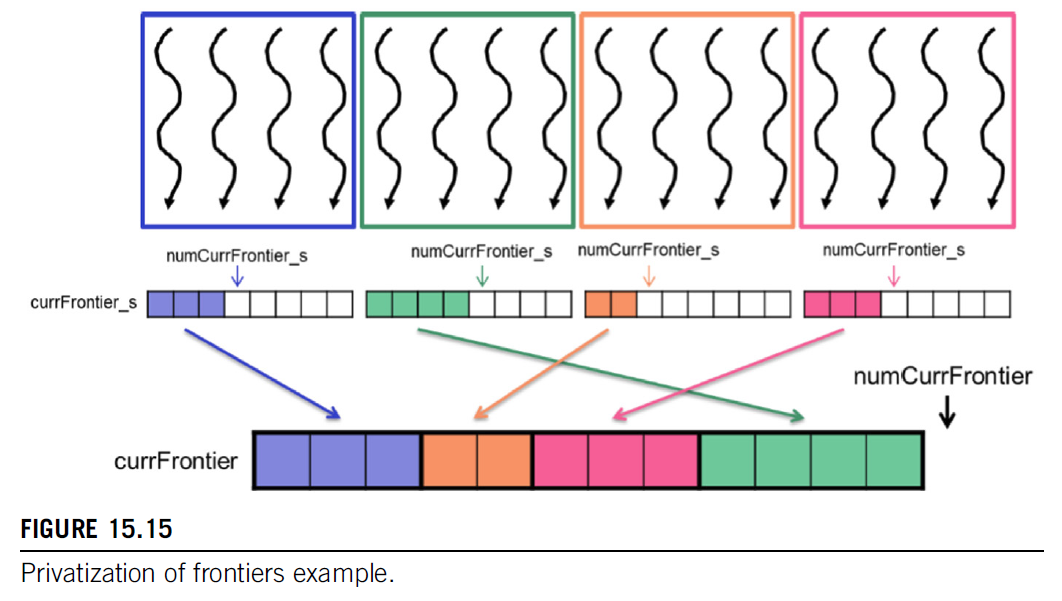 numCurrFrontier_s
numCurrFrontier_s
numCurrFrontier_s
numCurrFrontier_s
currFrontier_s
numCurrFrontier
currFrontier
FIGURE 15.15
Privatization of frontiers example.